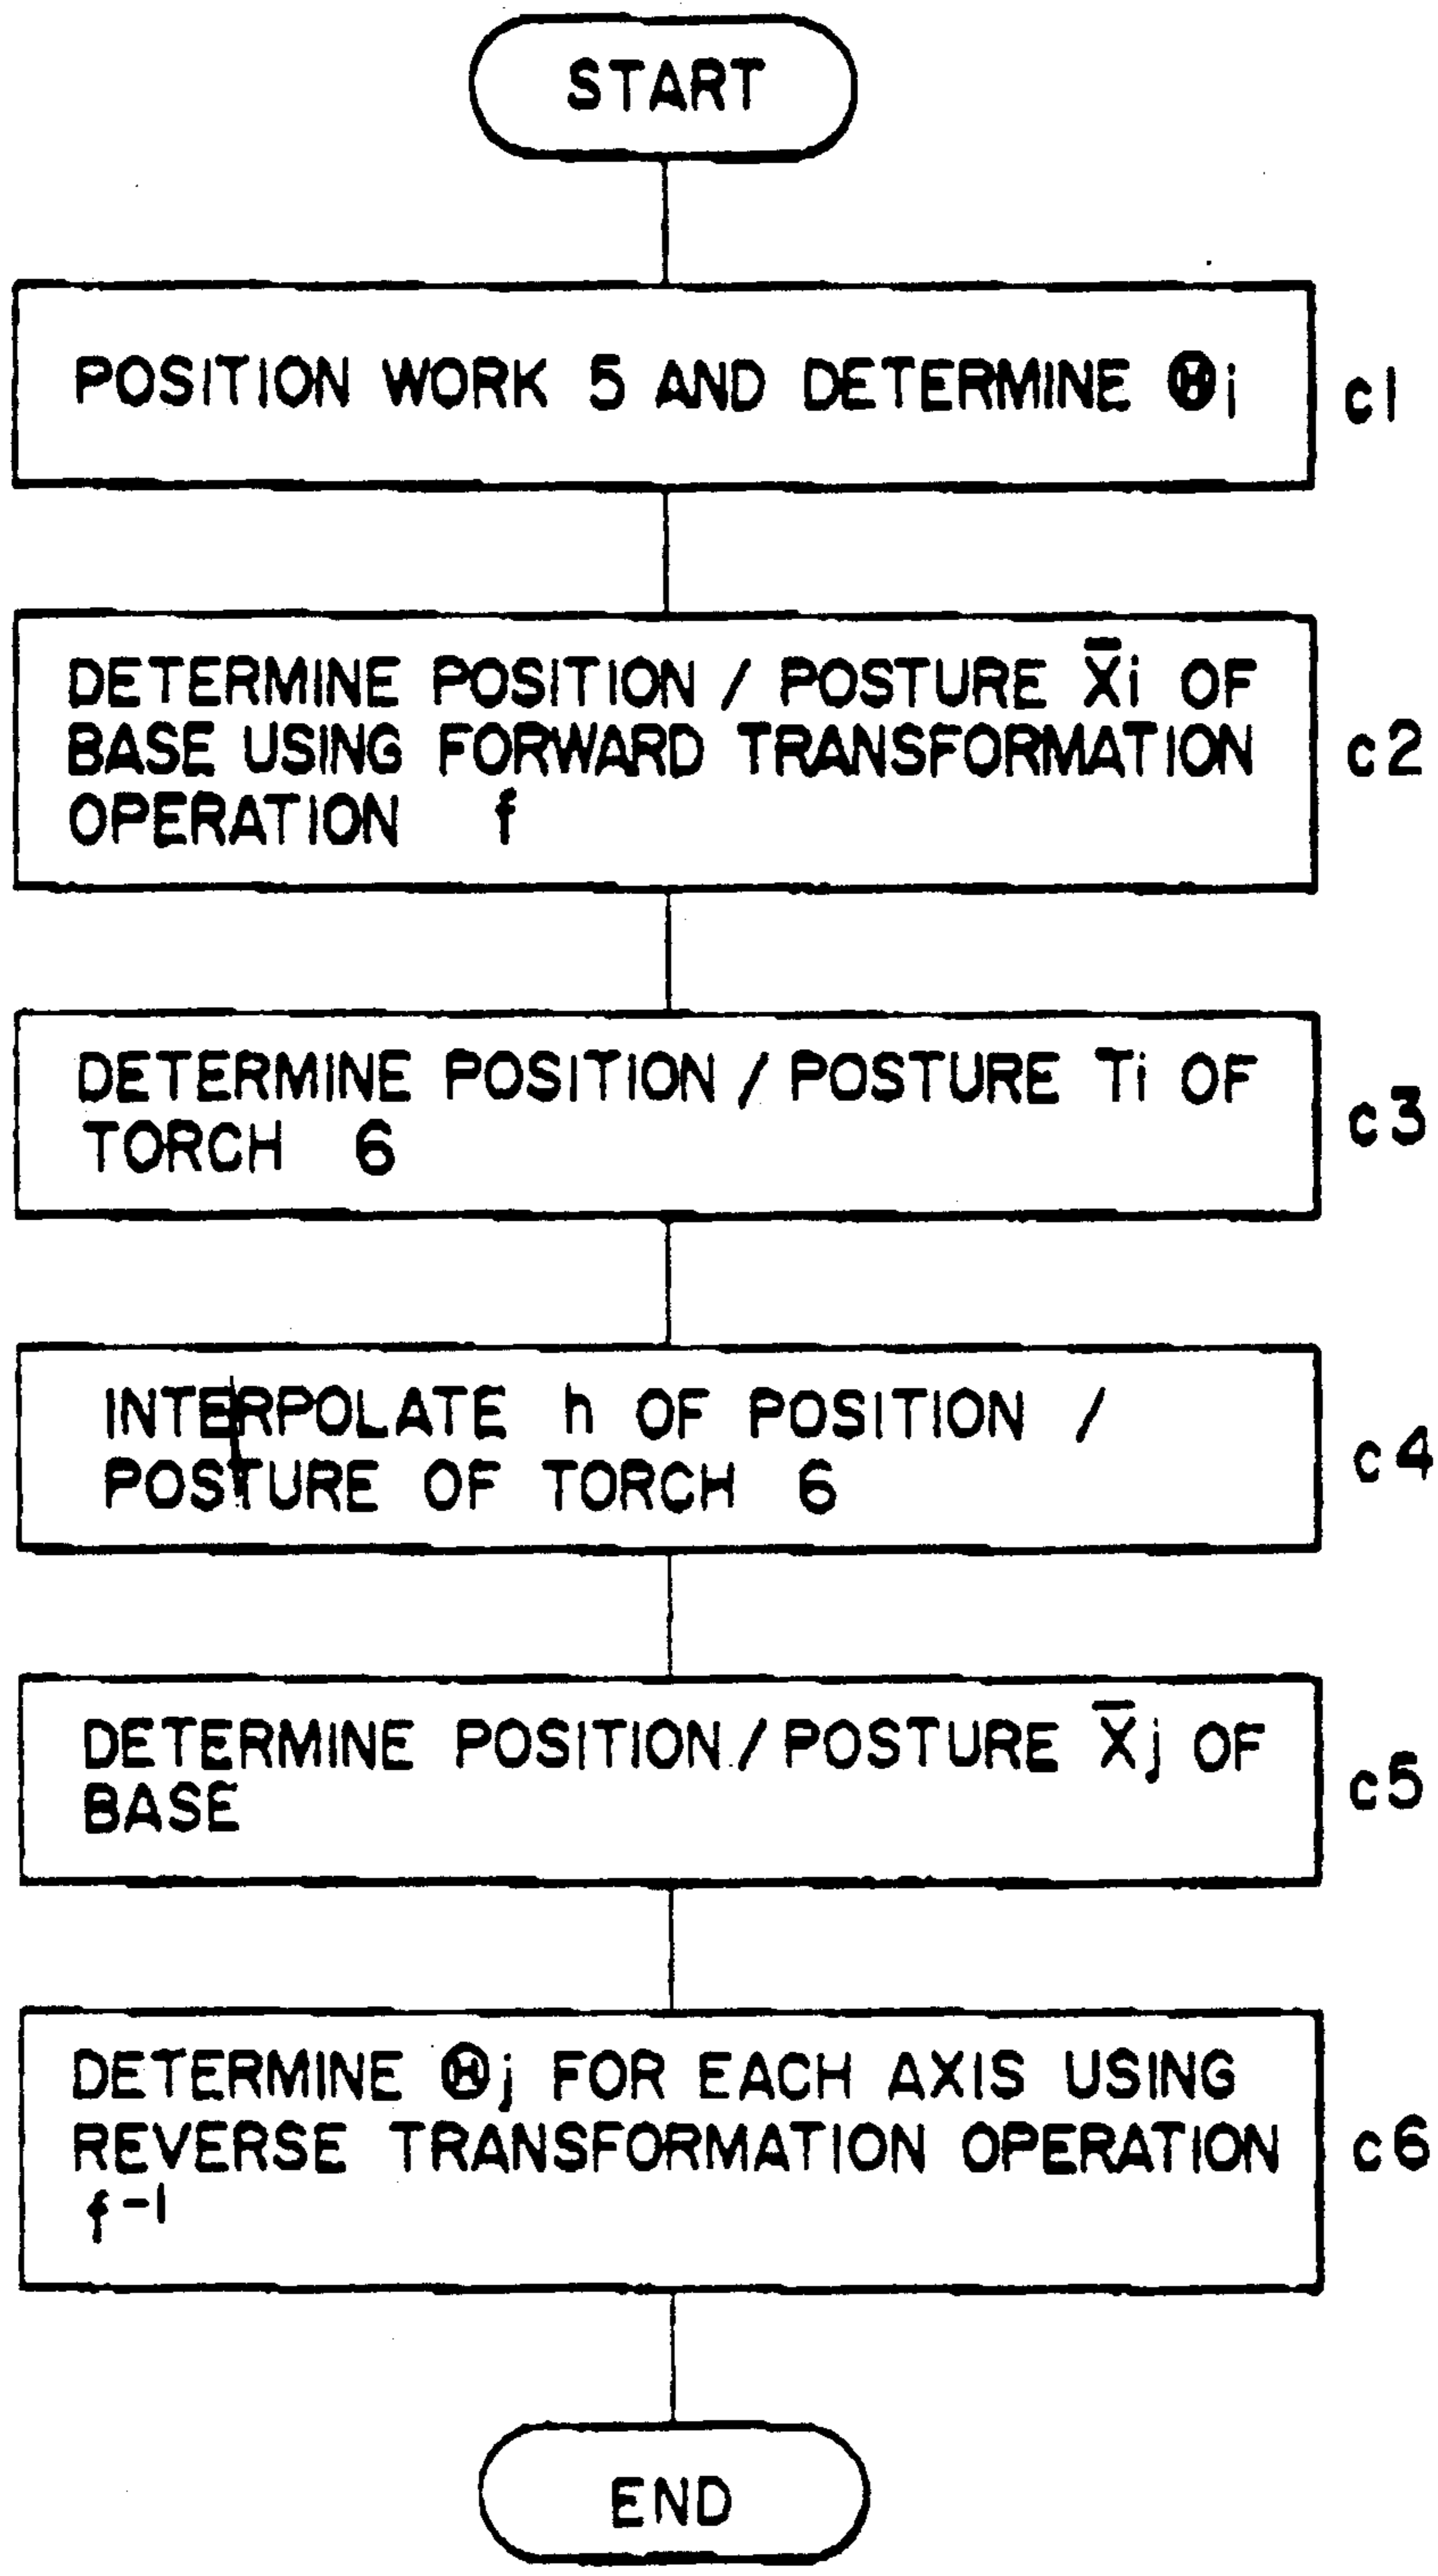 START
POSITION WORK 5 AND DETERMINE Θi
c1
DETERMINE POSITION / POSTURE X̄i OF
BASE USING FORWARD TRANSFORMATION
OPERATION f
c2
DETERMINE POSITION / POSTURE Ti OF
TORCH 6
c3
INTERPOLATE h OF POSITION /
POSTURE OF TORCH 6
c4
DETERMINE POSITION / POSTURE X̄j OF
BASE
c5
DETERMINE Θj FOR EACH AXIS USING
REVERSE TRANSFORMATION OPERATION
f⁻¹
c6
END